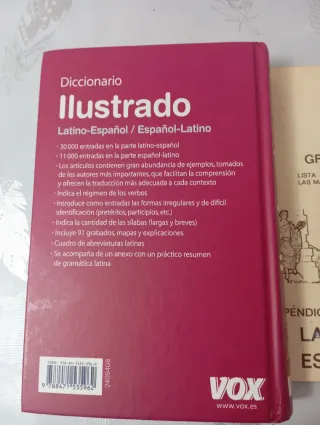 Diccionario
Ilustrado
Latino-Español / Español-Latino
· 30 000 entradas en la parte latino-español
· 11 000 entradas en la parte español-latino
· Los artículos contienen gran abundancia de ejemplos, tomados
de los autores más importantes, que facilitan la comprensión
y ofrecen la traducción más adecuada a cada contexto
· Indica el régimen de los verbos
· Introduce como entradas las formas irregulares y de difícil
identificación (pretéritos, participios, etc.)
· Indica la cantidad de las sílabas (largas y breves)
· Incluye 91 grabados, mapas y explicaciones
· Cuadro de abreviaturas latinas
· Se acompaña de un anexo con un práctico resumen
de gramática latina
9 788471 535962
2409408
VOX
www.vox.es
GR
LISTA
LAS M
PÉNDIC
LA
ES